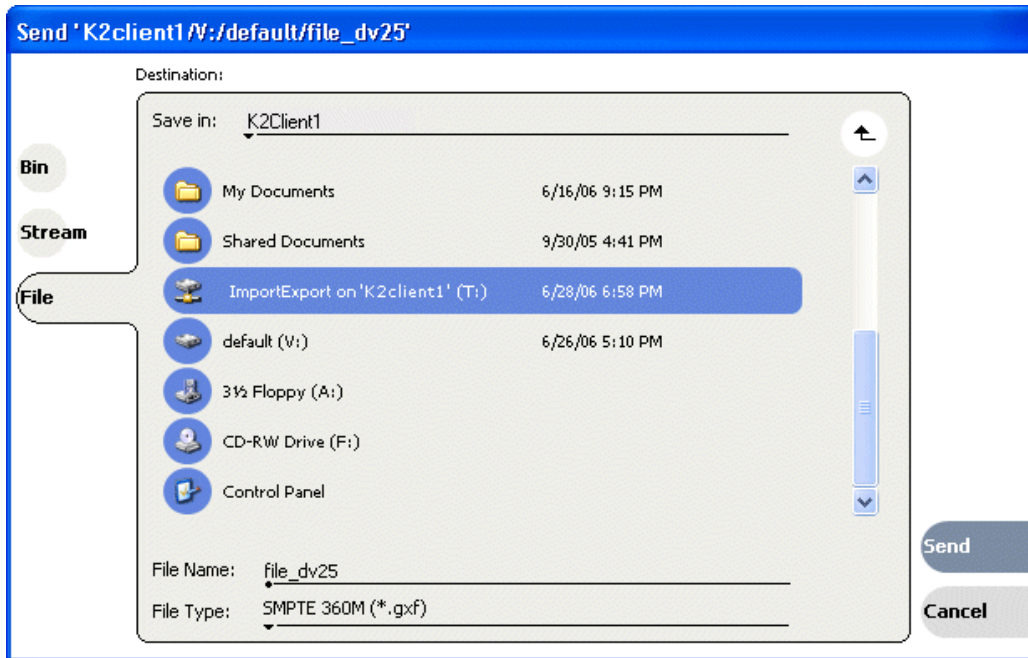 Send 'K2client1/V:/default/file_dv25'
Destination:
Save in: K2Client1
Bin
Stream
File
My Documents 6/16/06 9:15 PM
Shared Documents 9/30/05 4:41 PM
ImportExport on 'K2client1' (T:) 6/28/06 6:58 PM
default (V:) 6/26/06 5:10 PM
3½ Floppy (A:)
CD-RW Drive (F:)
Control Panel
File Name: file_dv25
File Type: SMPTE 360M (*.gxf)
Send
Cancel